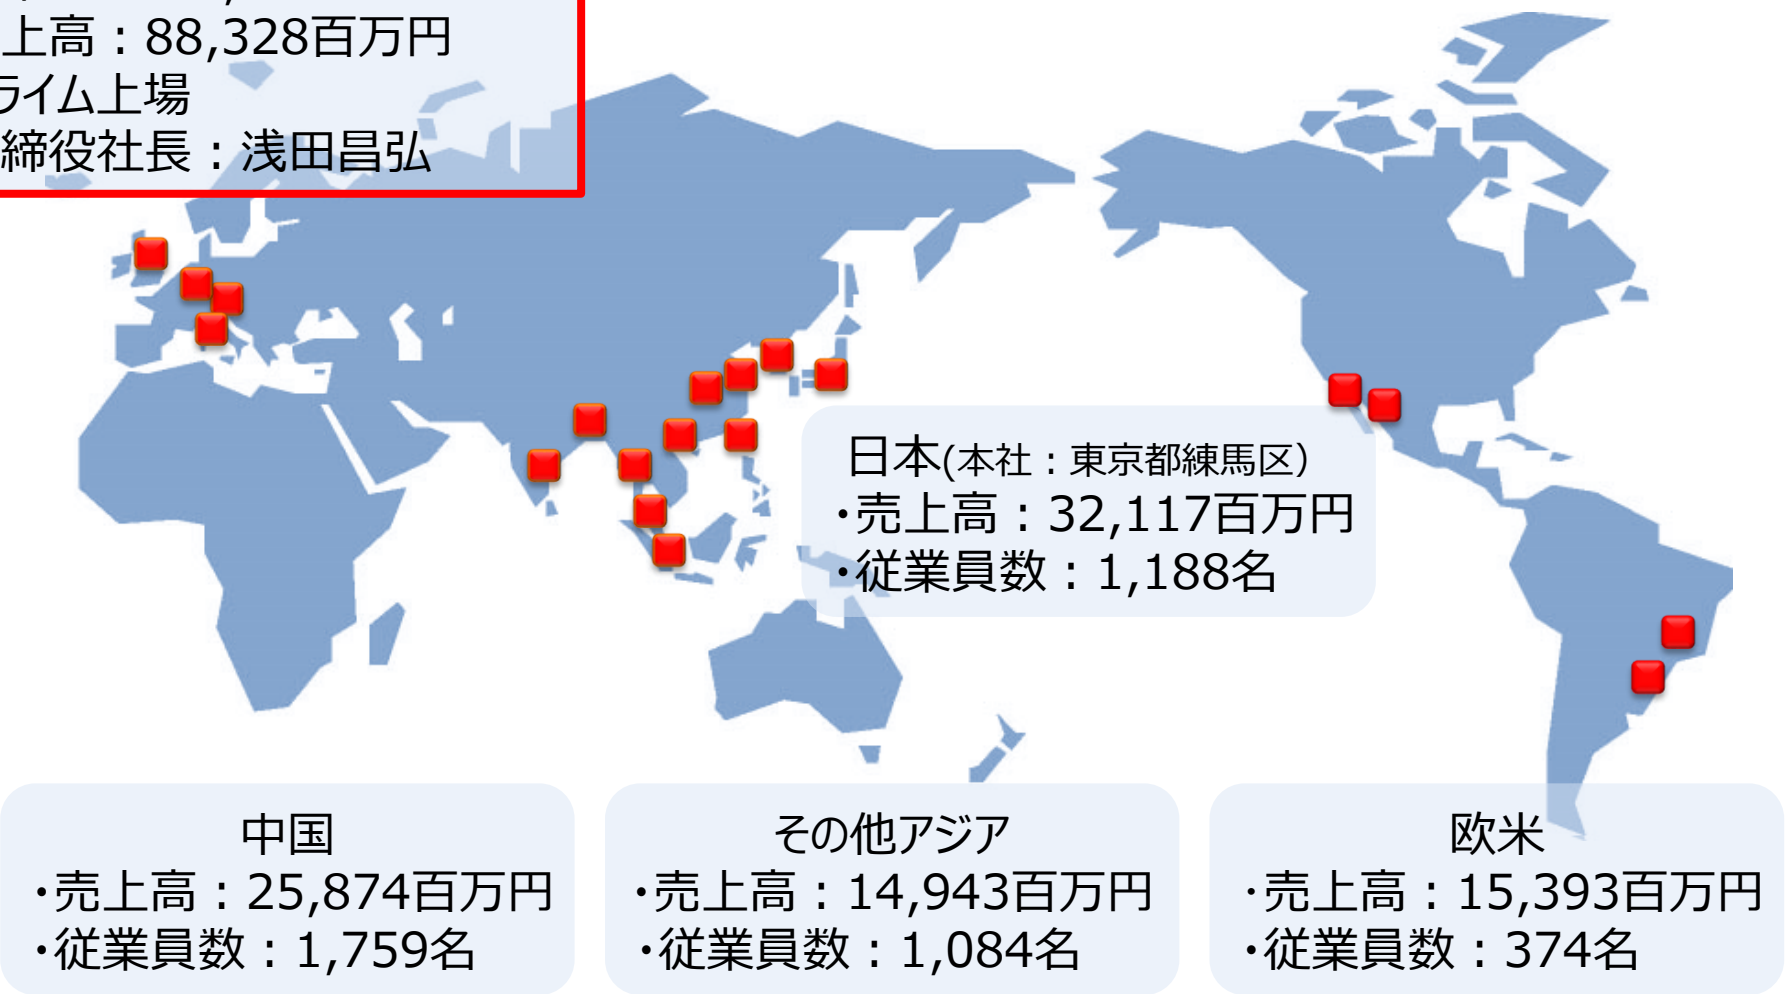 上高：88,328百万円
ライム上場
締役社長：浅田昌弘
日本(本社：東京都練馬区）
・売上高：32,117百万円
・従業員数：1,188名
中国
・売上高：25,874百万円
・従業員数：1,759名
その他アジア
・売上高：14,943百万円
・従業員数：1,084名
欧米
・売上高：15,393百万円
・従業員数：374名